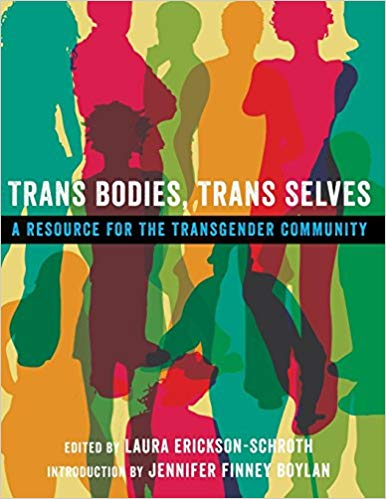 TRANS BODIES, TRANS SELVES
A RESOURCE FOR THE TRANSGENDER COMMUNITY
EDITED BY LAURA ERICKSON-SCHROTH
INTRODUCTION BY JENNIFER FINNEY BOYLAN